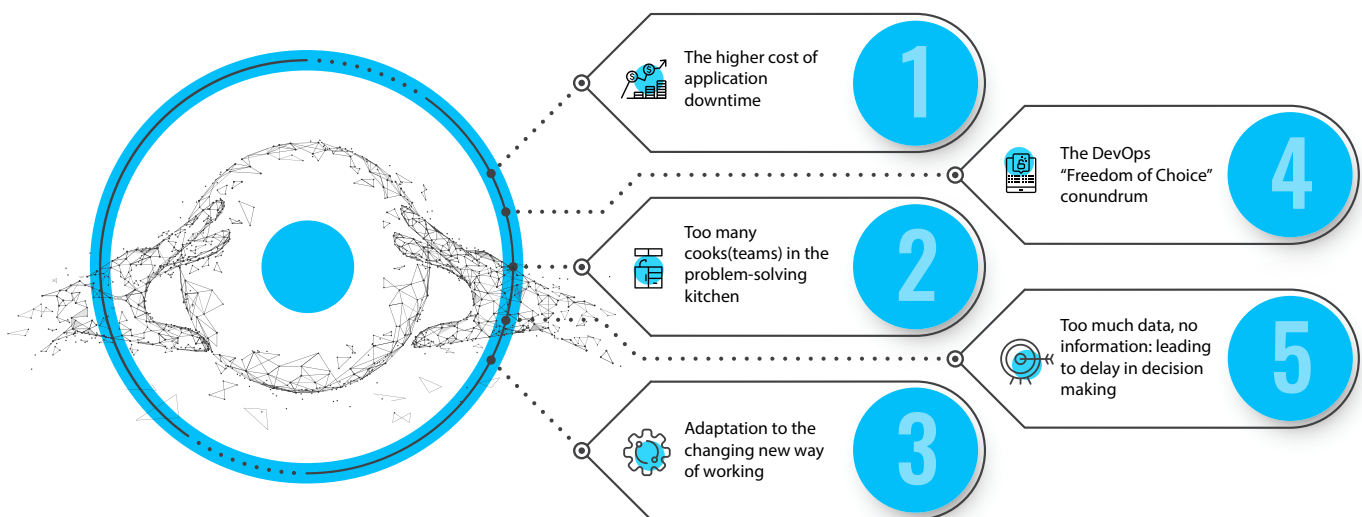 The higher cost of
application
downtime
1
Too many
cooks(teams) in the
problem-solving
kitchen
2
Adaptation to the
changing new way
of working
3
The DevOps
“Freedom of Choice”
conundrum
4
Too much data, no
information: leading
to delay in decision
making
5